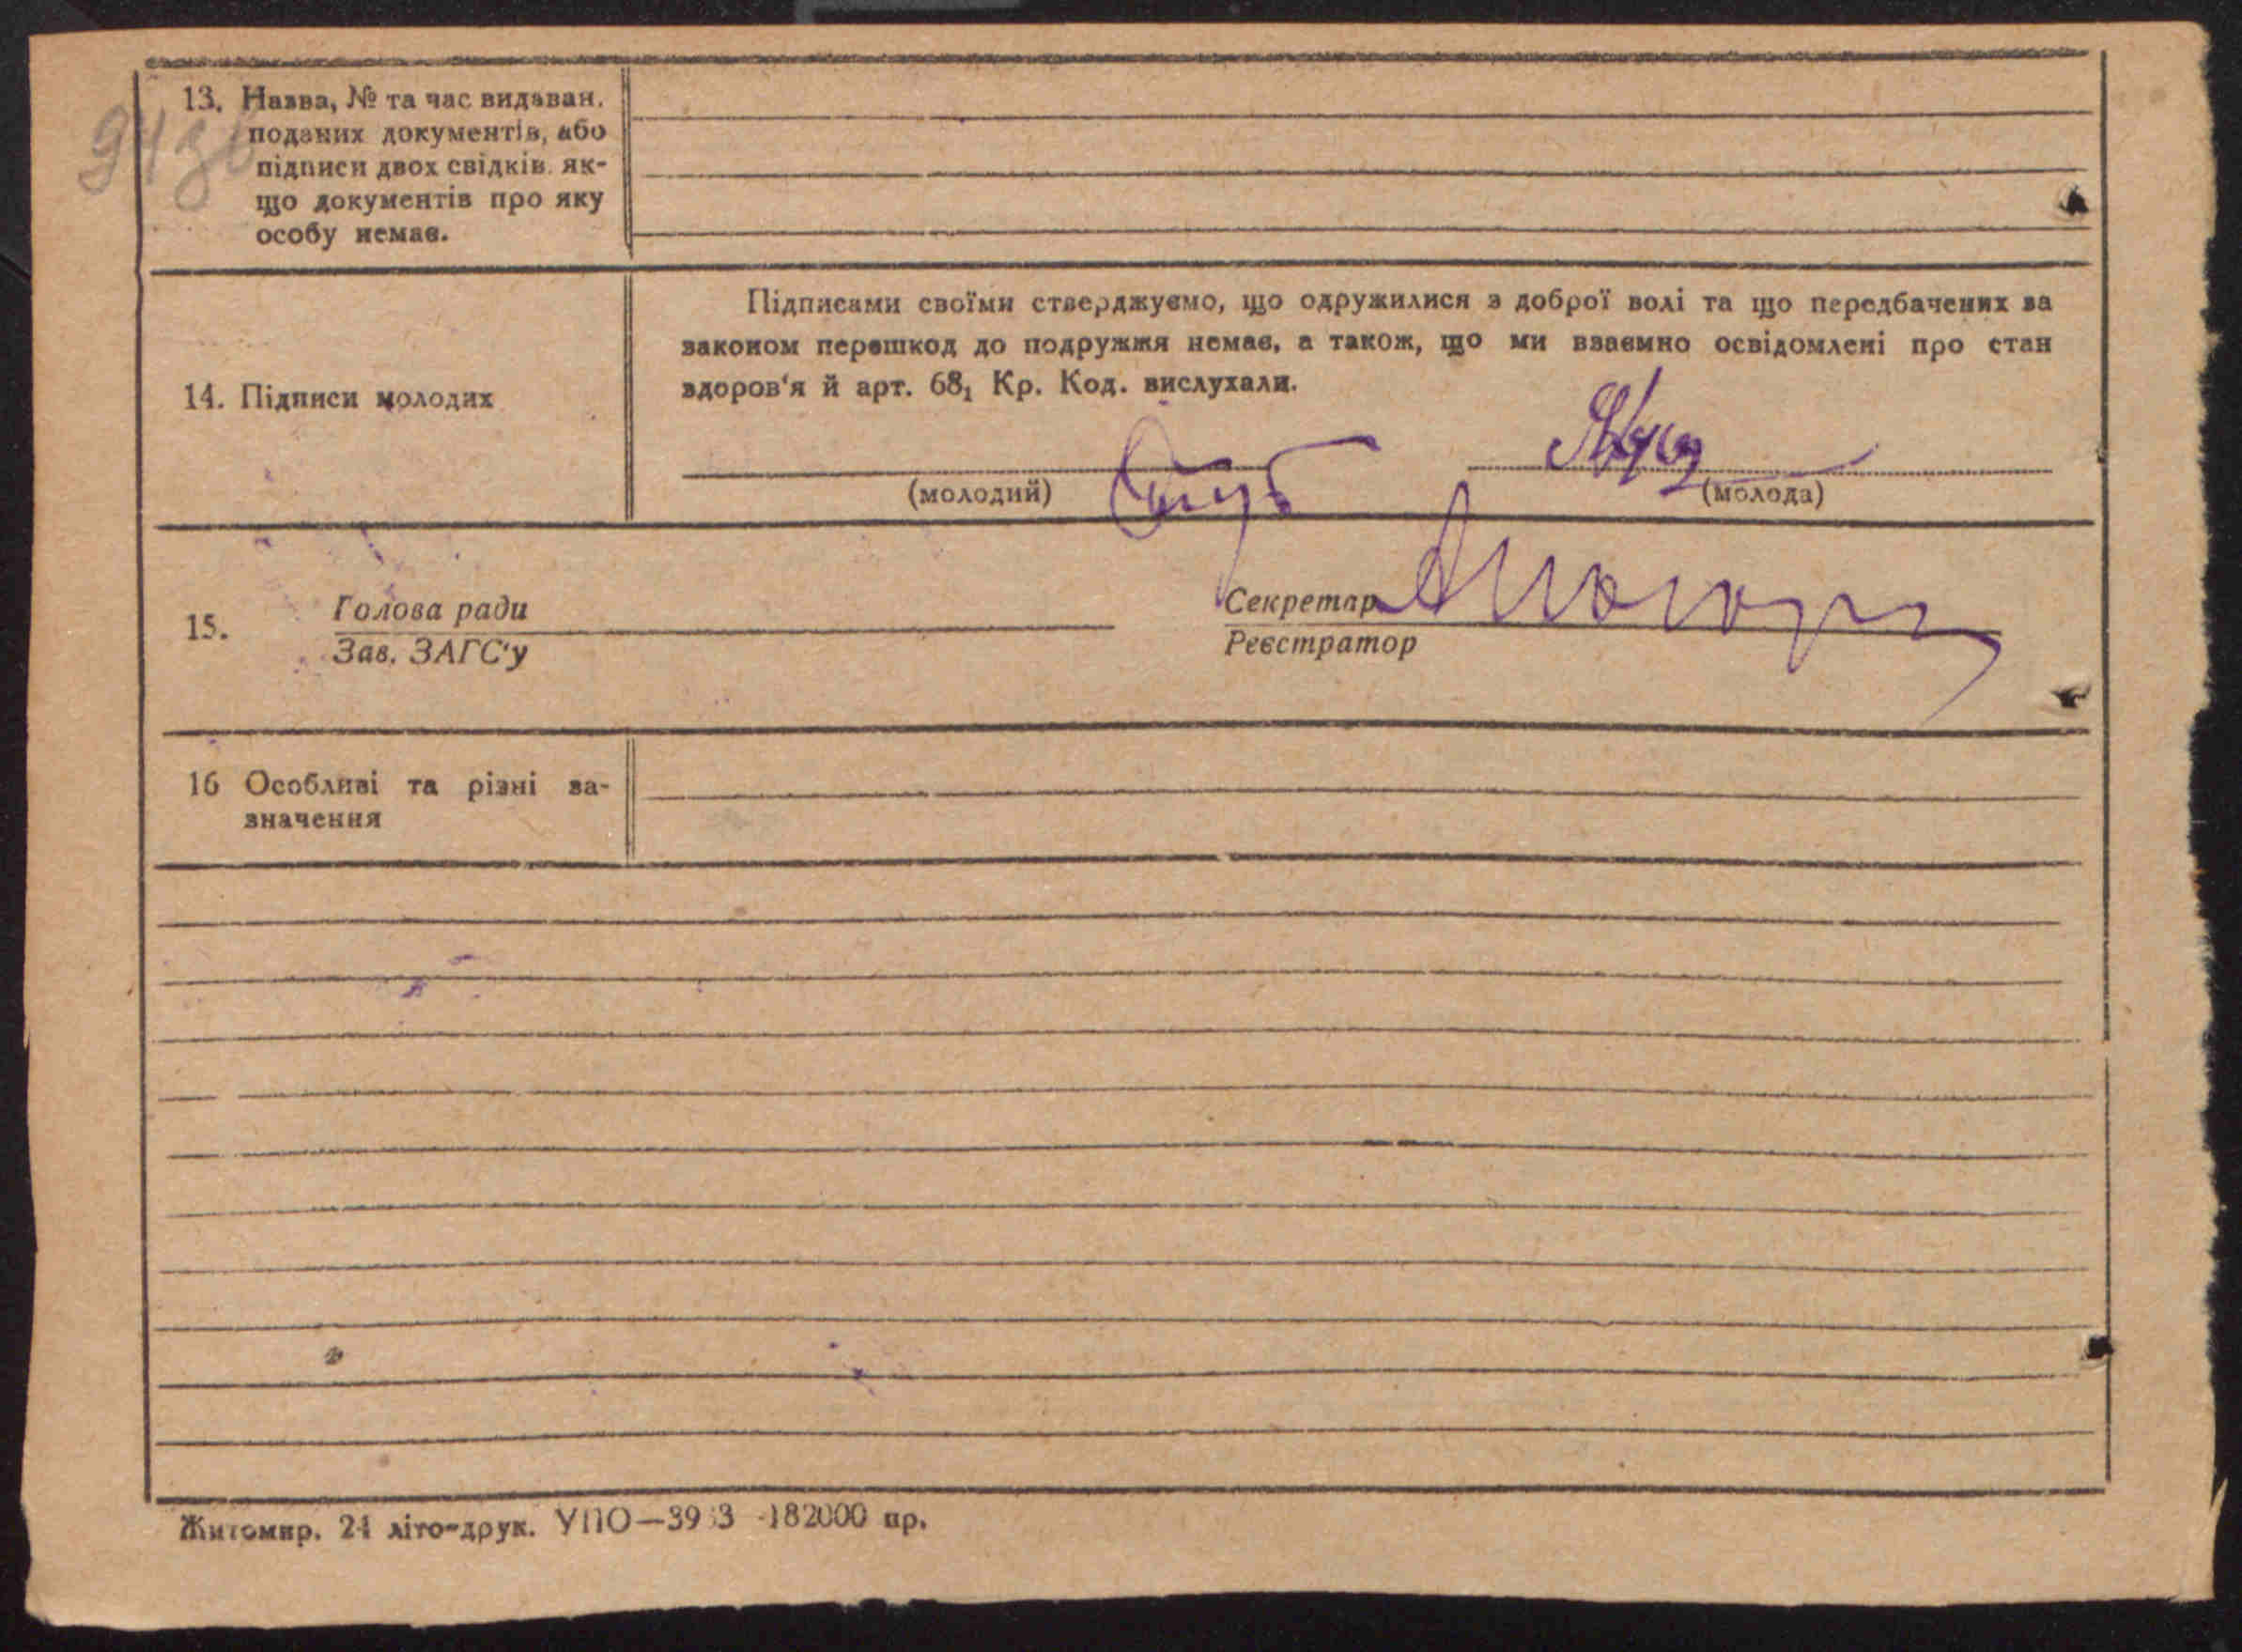 94 зв
13. Назва, № та час видаван.
поданих документів, або
підписи двох свідків. як-
що документів про яку
особу немає.
Підписами своїми стверджуємо, що одружилися з доброї волі та що передбачених за
законом перешкод до подружжя немає, а також, що ми взаємно освідомлені про стан
здоров'я й арт. 68₁ Кр. Код. вислухали.
14. Підписи молодих
(молодий) (молода)
15. Голова ради Секретар
Зав. ЗАГС'у Реєстратор
16 Особливі та різні за-
значення
Житомир. 24 літо-друк. УПО— 182000 пр.